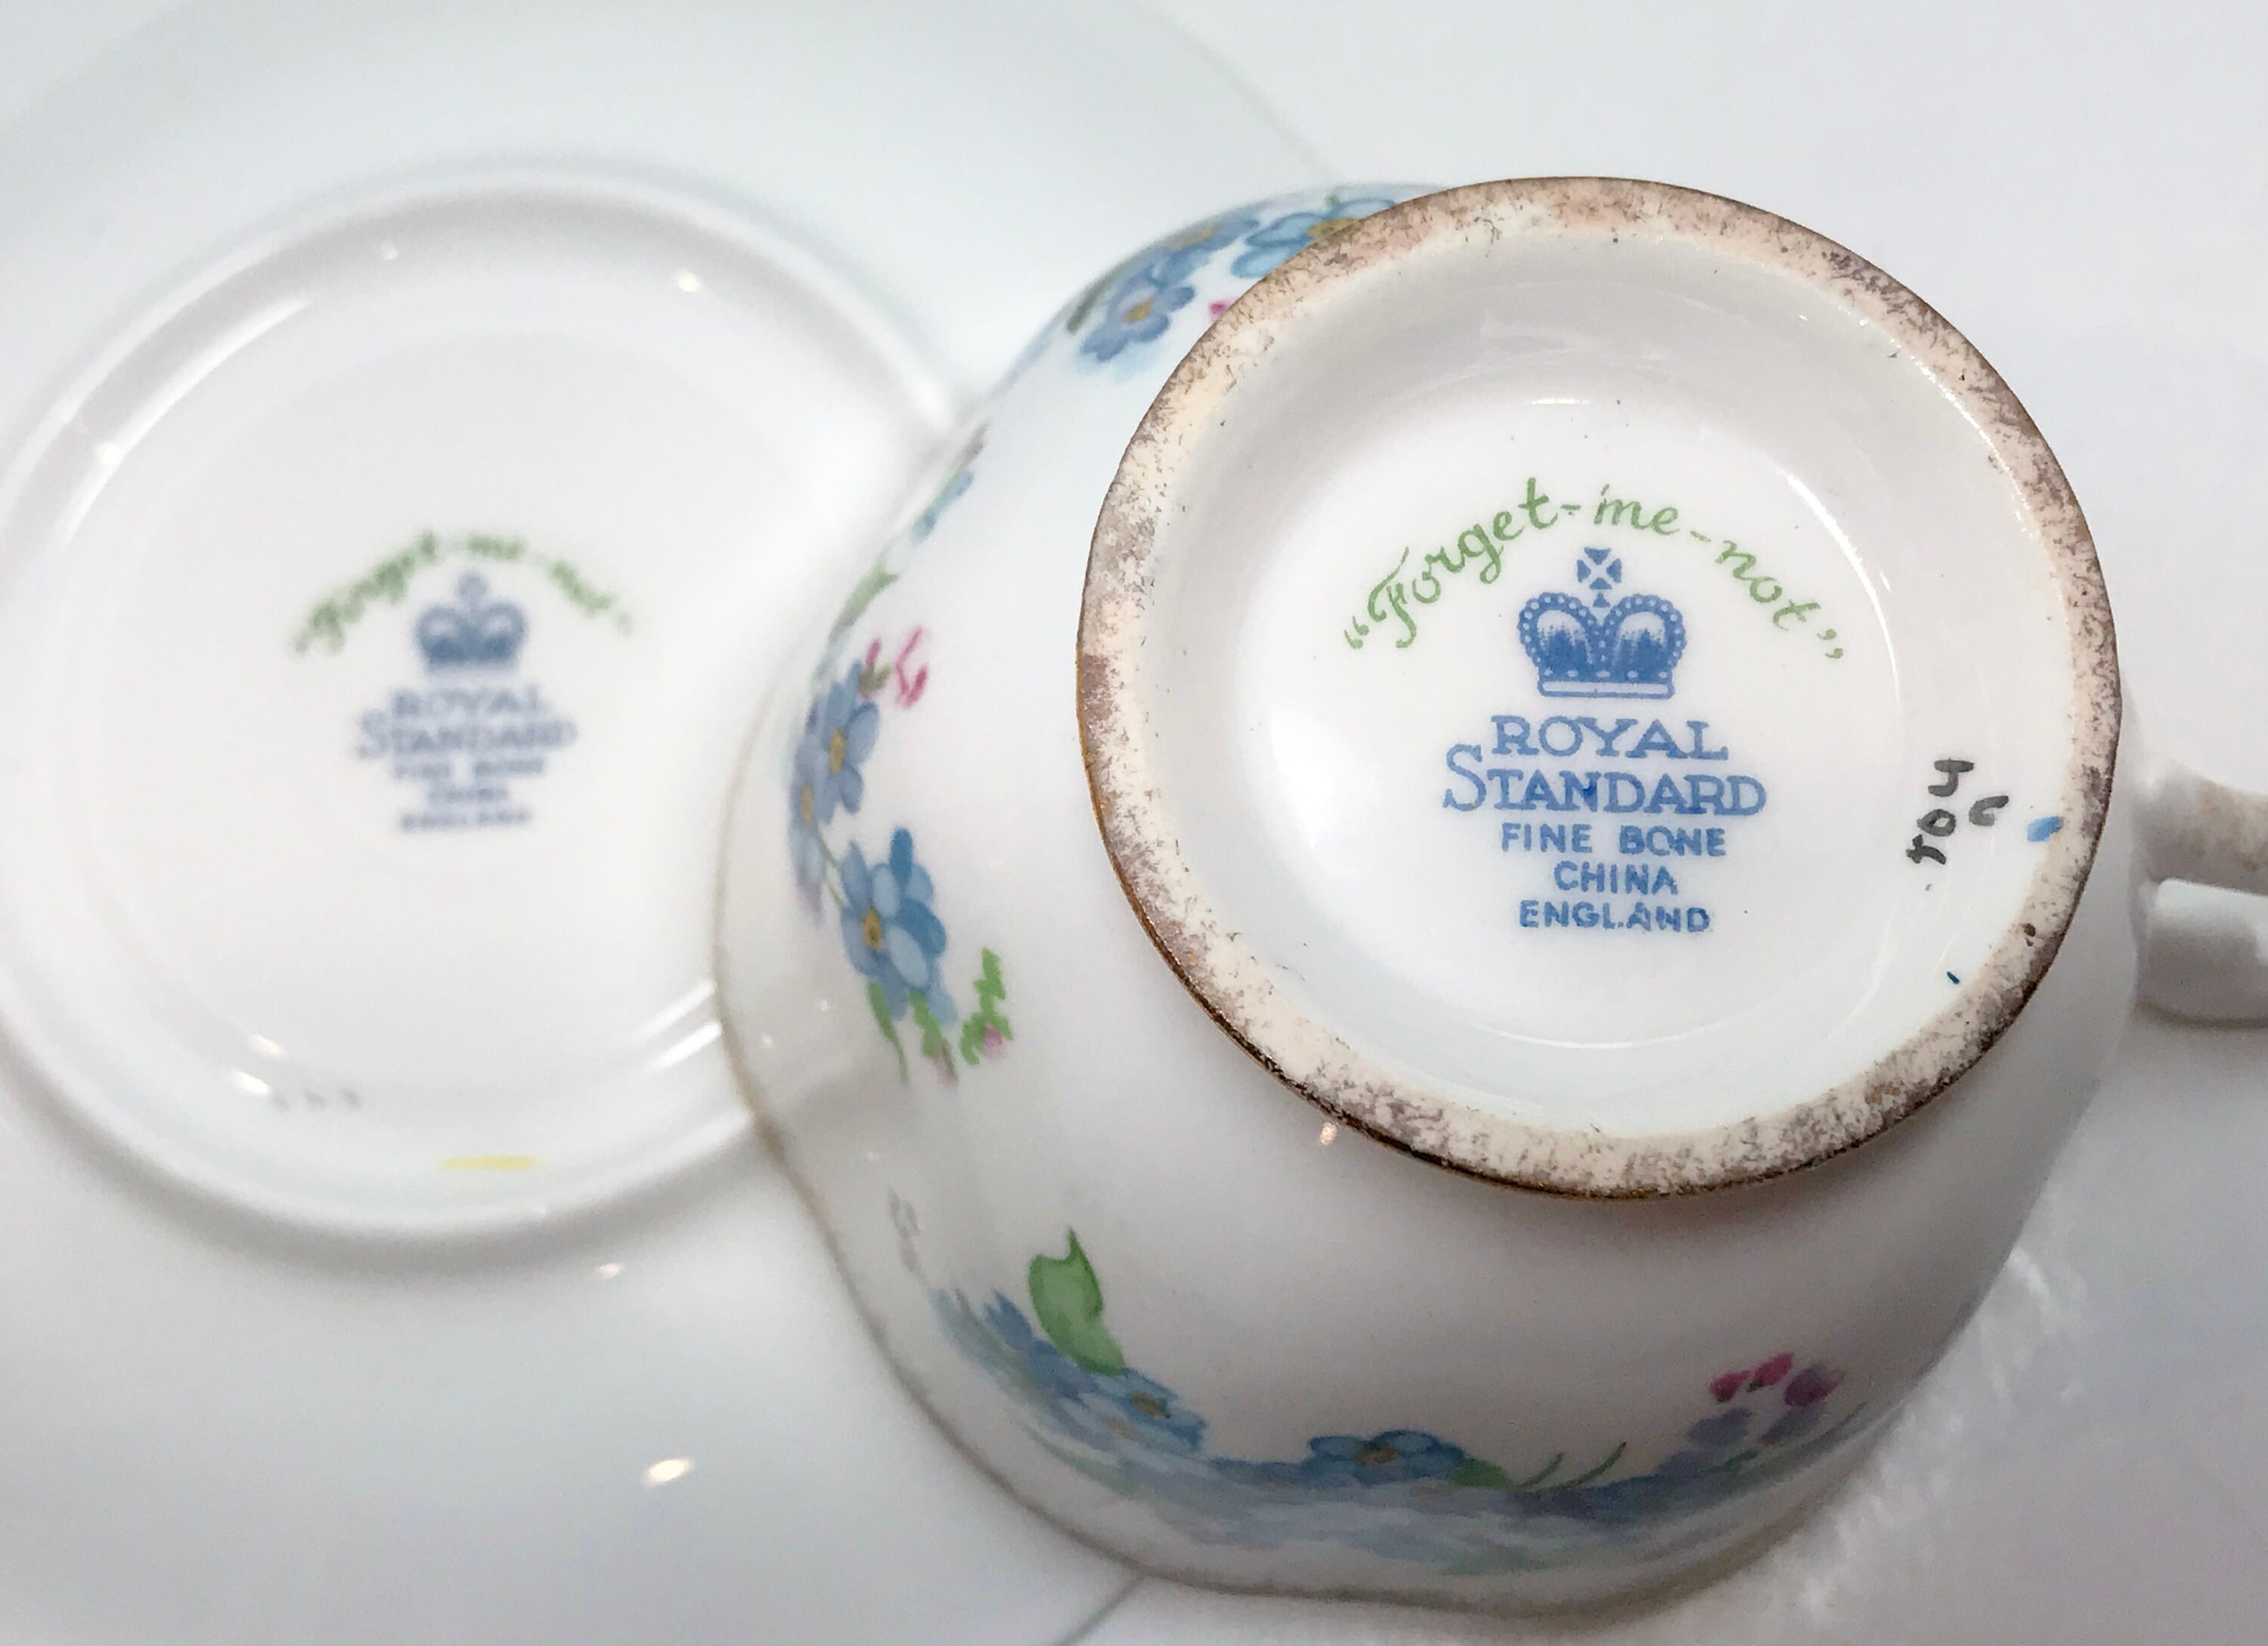 "Forget-me-not"
ROYAL
STANDARD
FINE BONE
CHINA
ENGLAND
"Forget-me-not"
ROYAL
STANDARD
FINE BONE
CHINA
ENGLAND